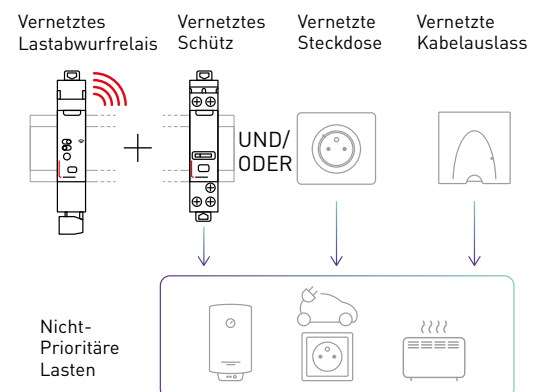 Vernetztes
Lastabwurfrelais
Vernetztes
Schütz
Vernetzte
Steckdose
Vernetzte
Kabelauslass
UND/
ODER
Nicht-
Prioritäre
Lasten